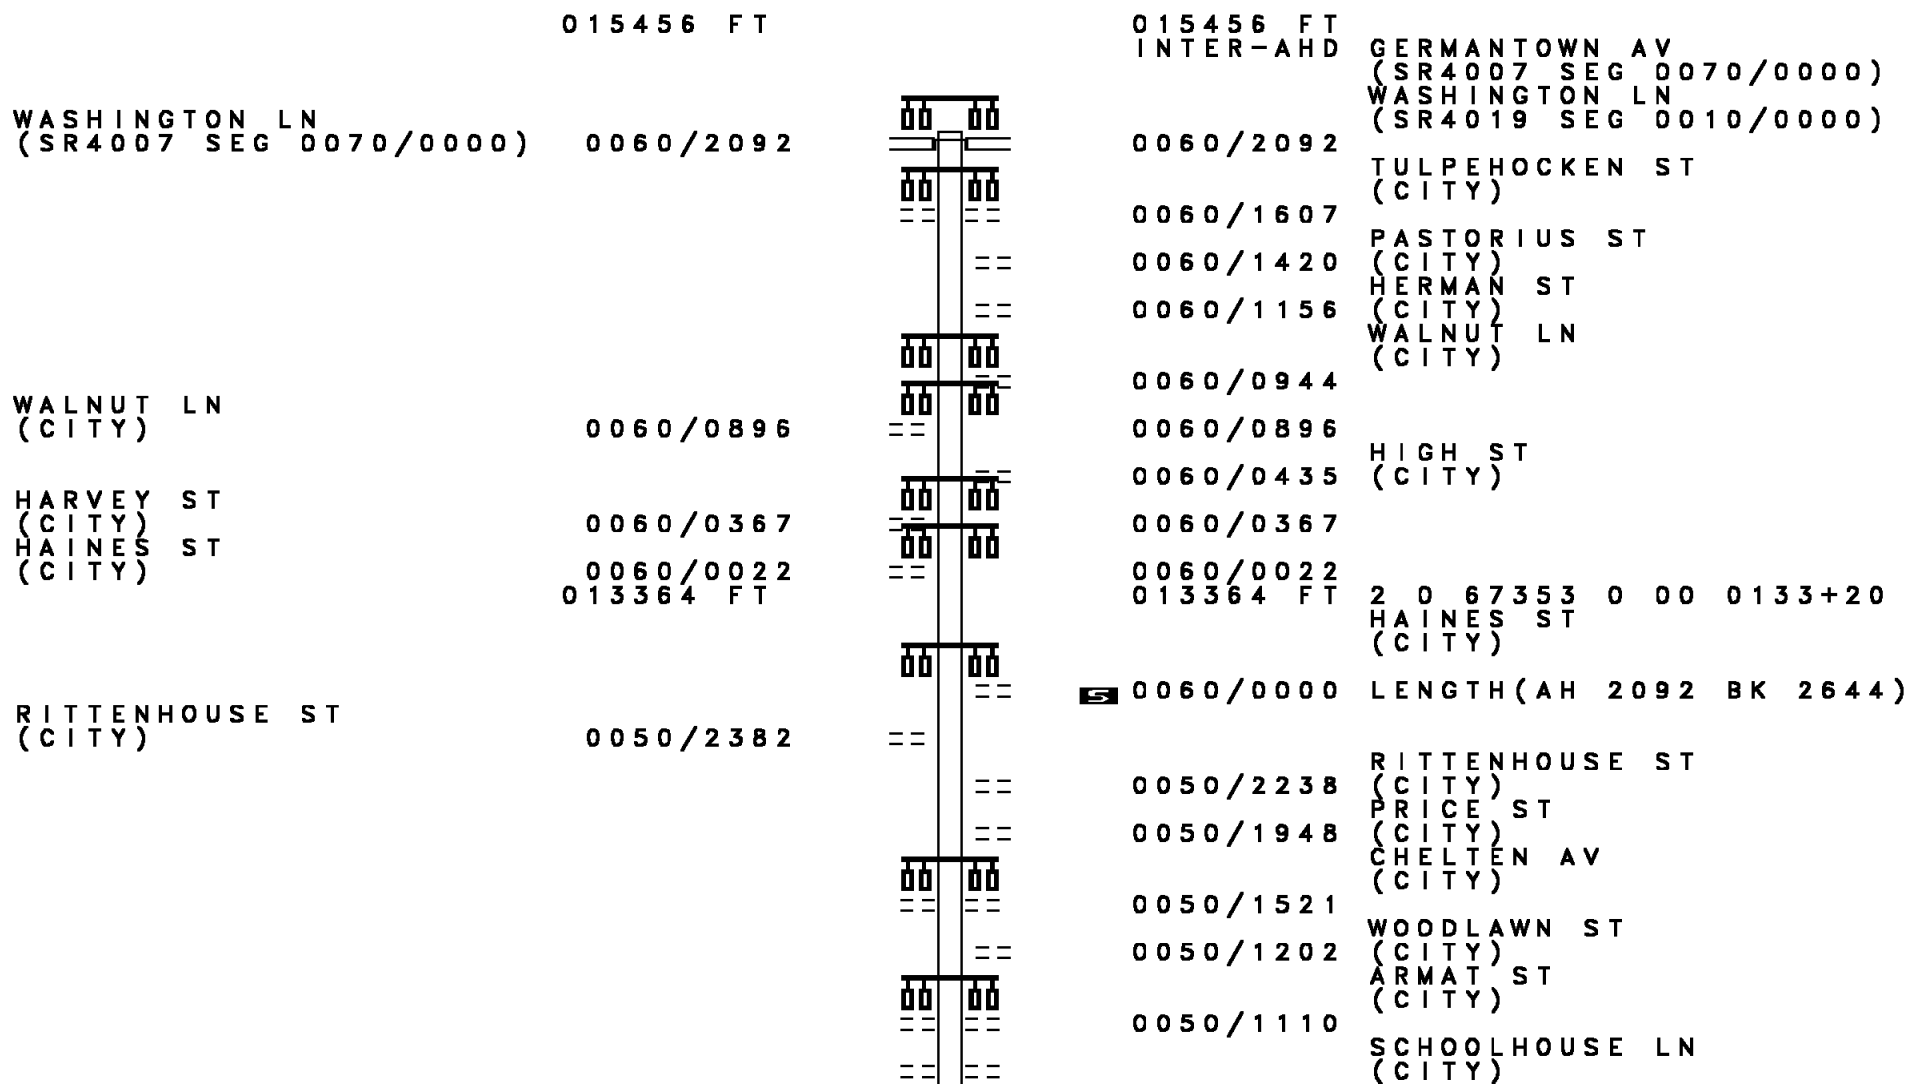 015456 FT 015456 FT
INTER-AHD GERMANTOWN AV
(SR4007 SEG 0070/0000)
WASHINGTON LN
WASHINGTON LN (SR4019 SEG 0010/0000)
(SR4007 SEG 0070/0000) 0060/2092 0060/2092
TULPEHOCKEN ST
(CITY)
0060/1607
PASTORIUS ST
0060/1420 (CITY)
HERMAN ST
0060/1156 (CITY)
WALNUT LN
(CITY)
0060/0944
WALNUT LN
(CITY) 0060/0896 0060/0896
HIGH ST
0060/0435 (CITY)
HARVEY ST
(CITY) 0060/0367 0060/0367
HAINES ST
(CITY) 0060/0022 0060/0022
013364 FT 013364 FT 2 0 67353 0 00 0133+20
HAINES ST
(CITY)
S 0060/0000 LENGTH(AH 2092 BK 2644)
RITTENHOUSE ST
(CITY) 0050/2382
RITTENHOUSE ST
0050/2238 (CITY)
PRICE ST
0050/1948 (CITY)
CHELTEN AV
(CITY)
0050/1521
WOODLAWN ST
0050/1202 (CITY)
ARMAT ST
(CITY)
0050/1110
SCHOOLHOUSE LN
(CITY)